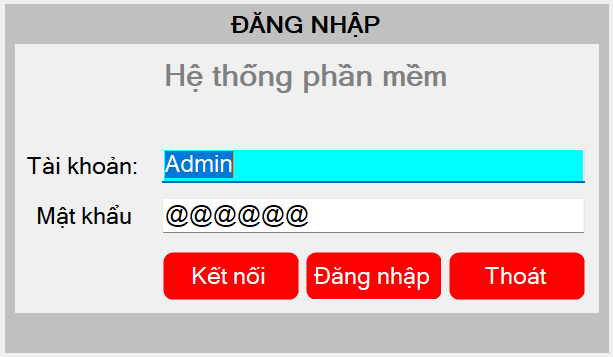 ĐĂNG NHẬP
Hệ thống phần mềm
Tài khoản: Admin
Mật khẩu @@@@@@
Kết nối Đăng nhập Thoát